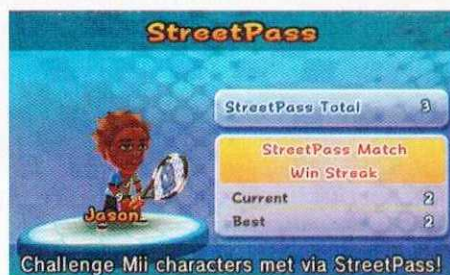 StreetPass
StreetPass Total 3
StreetPass Match
Win Streak
Current 2
Best 2
Jason
Challenge Mii characters met via StreetPass!